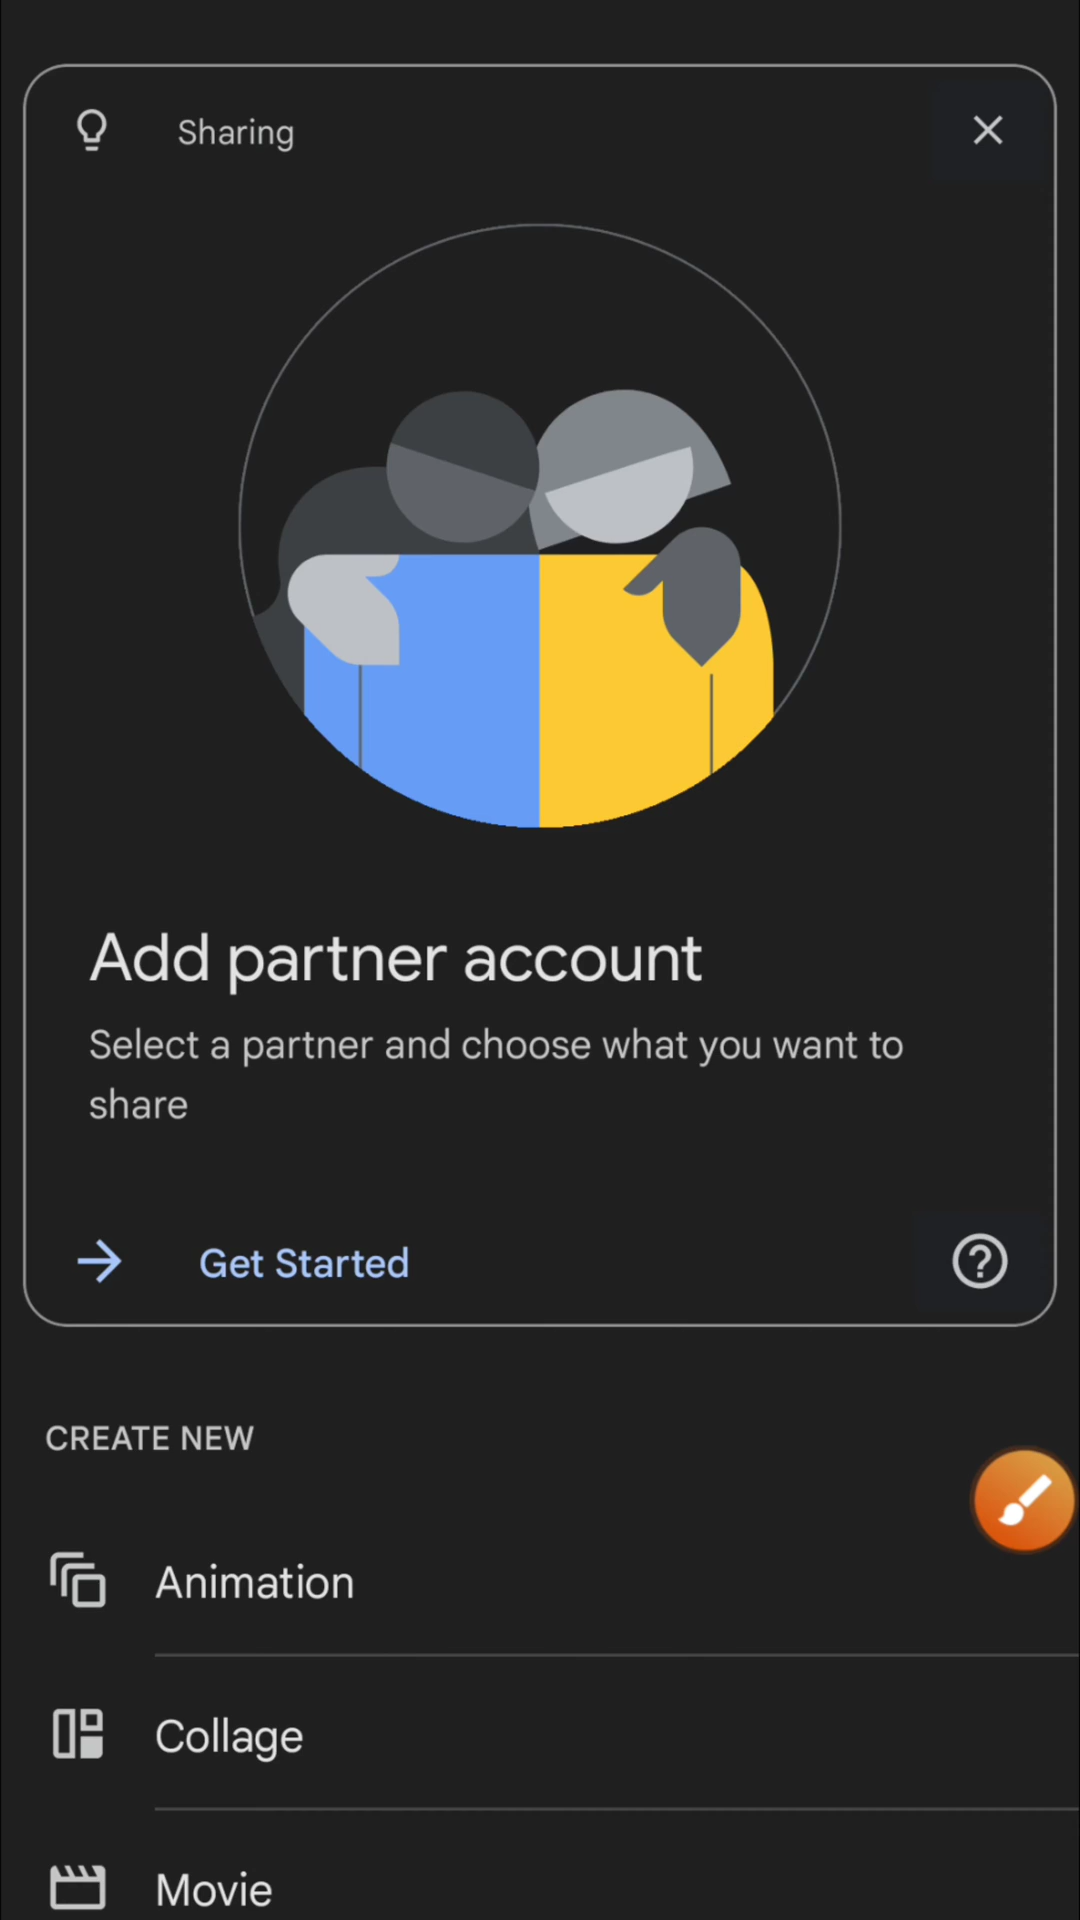 Sharing
Add partner account
Select a partner and choose what you want to
share
Get Started
CREATE NEW
Animation
Collage
Movie